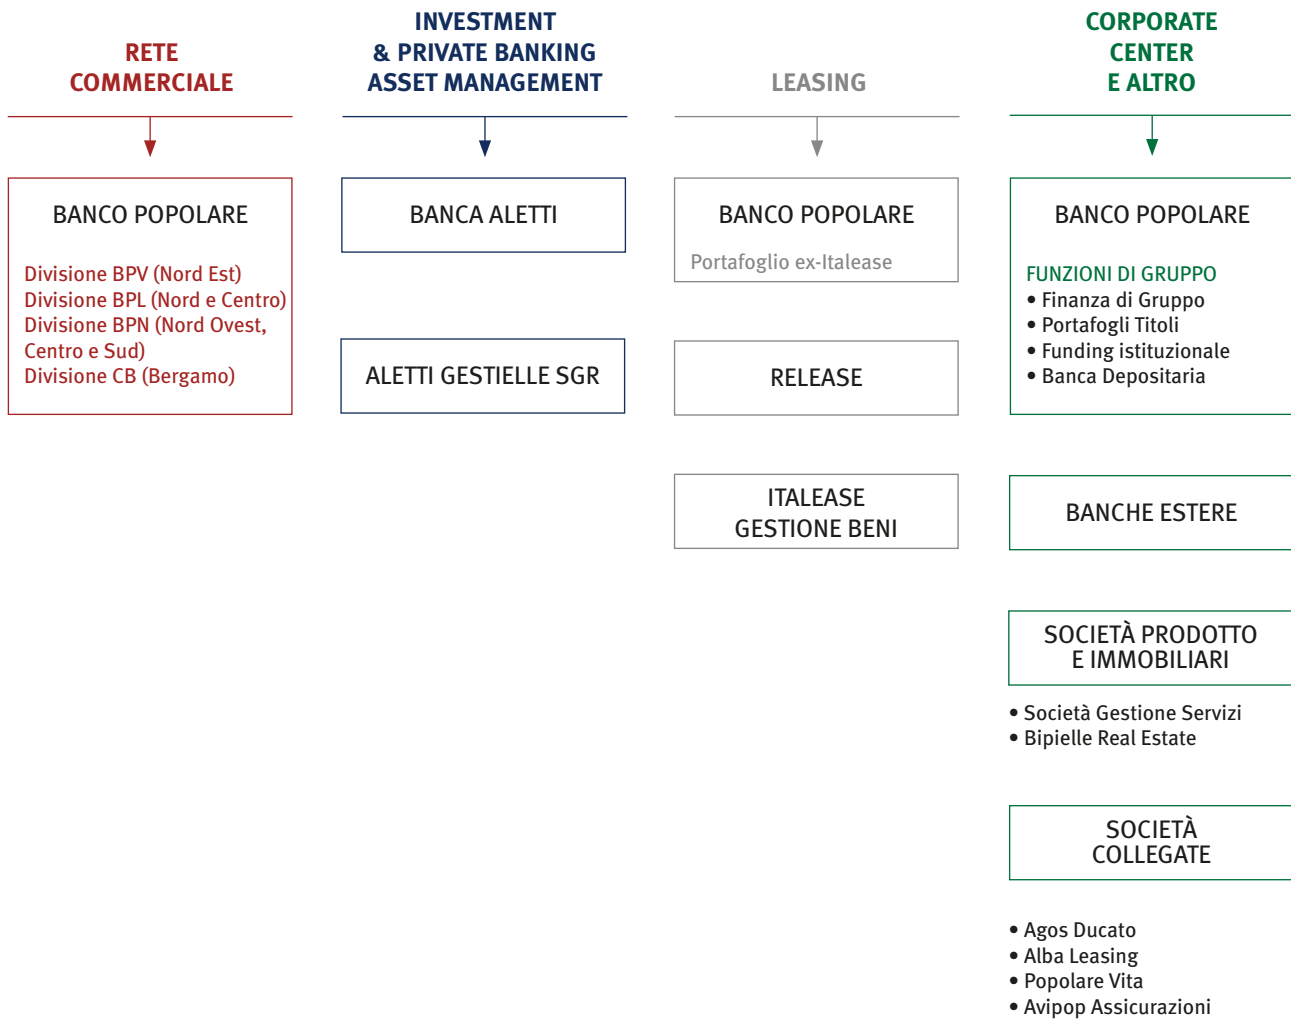 RETE
COMMERCIALE
BANCO POPOLARE
Divisione BPV (Nord Est)
Divisione BPL (Nord e Centro)
Divisione BPN (Nord Ovest,
Centro e Sud)
Divisione CB (Bergamo)
INVESTMENT
& PRIVATE BANKING
ASSET MANAGEMENT
BANCA ALETTI
ALETTI GESTIELLE SGR
LEASING
BANCO POPOLARE
Portafoglio ex-Italease
RELEASE
ITALEASE
GESTIONE BENI
CORPORATE
CENTER
E ALTRO
BANCO POPOLARE
FUNZIONI DI GRUPPO
• Finanza di Gruppo
• Portafogli Titoli
• Funding istituzionale
• Banca Depositaria
BANCHE ESTERE
SOCIETÀ PRODOTTO
E IMMOBILIARI
• Società Gestione Servizi
• Bipielle Real Estate
SOCIETÀ
COLLEGATE
• Agos Ducato
• Alba Leasing
• Popolare Vita
• Avipop Assicurazioni